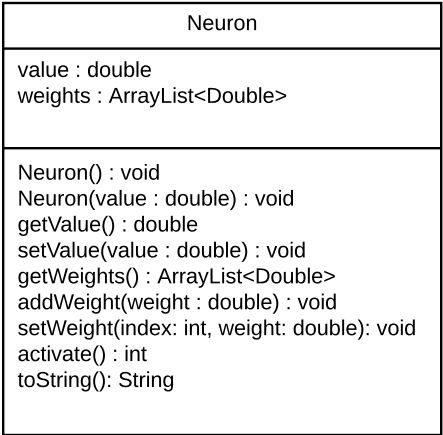 Neuron
value : double
weights : ArrayList<Double>
Neuron() : void
Neuron(value : double) : void
getValue() : double
setValue(value : double) : void
getWeights() : ArrayList<Double>
addWeight(weight : double) : void
setWeight(index: int, weight: double): void
activate() : int
toString(): String